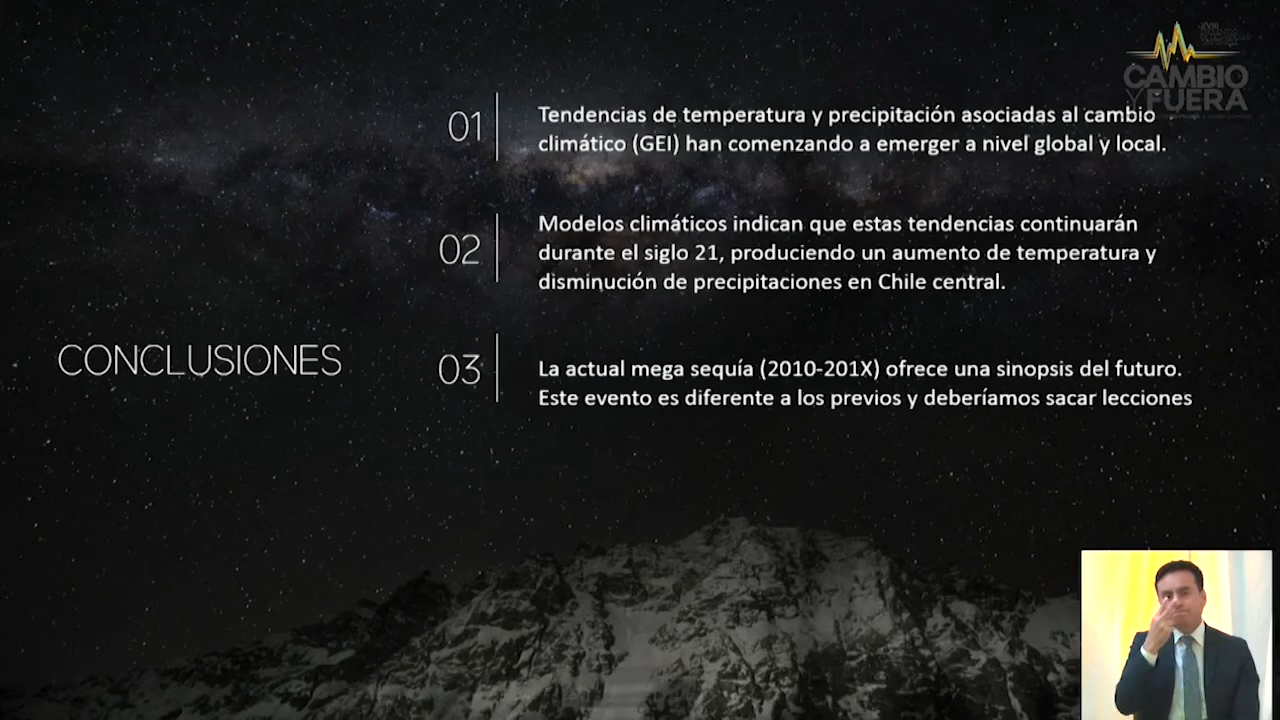 XVIII
CAMBIO
Y FUERA
01
Tendencias de temperatura y precipitación asociadas al cambio
climático (GEI) han comenzando a emerger a nivel global y local.
02
Modelos climáticos indican que estas tendencias continuarán
durante el siglo 21, produciendo un aumento de temperatura y
disminución de precipitaciones en Chile central.
CONCLUSIONES
03
La actual mega sequía (2010-201X) ofrece una sinopsis del futuro.
Este evento es diferente a los previos y deberíamos sacar lecciones